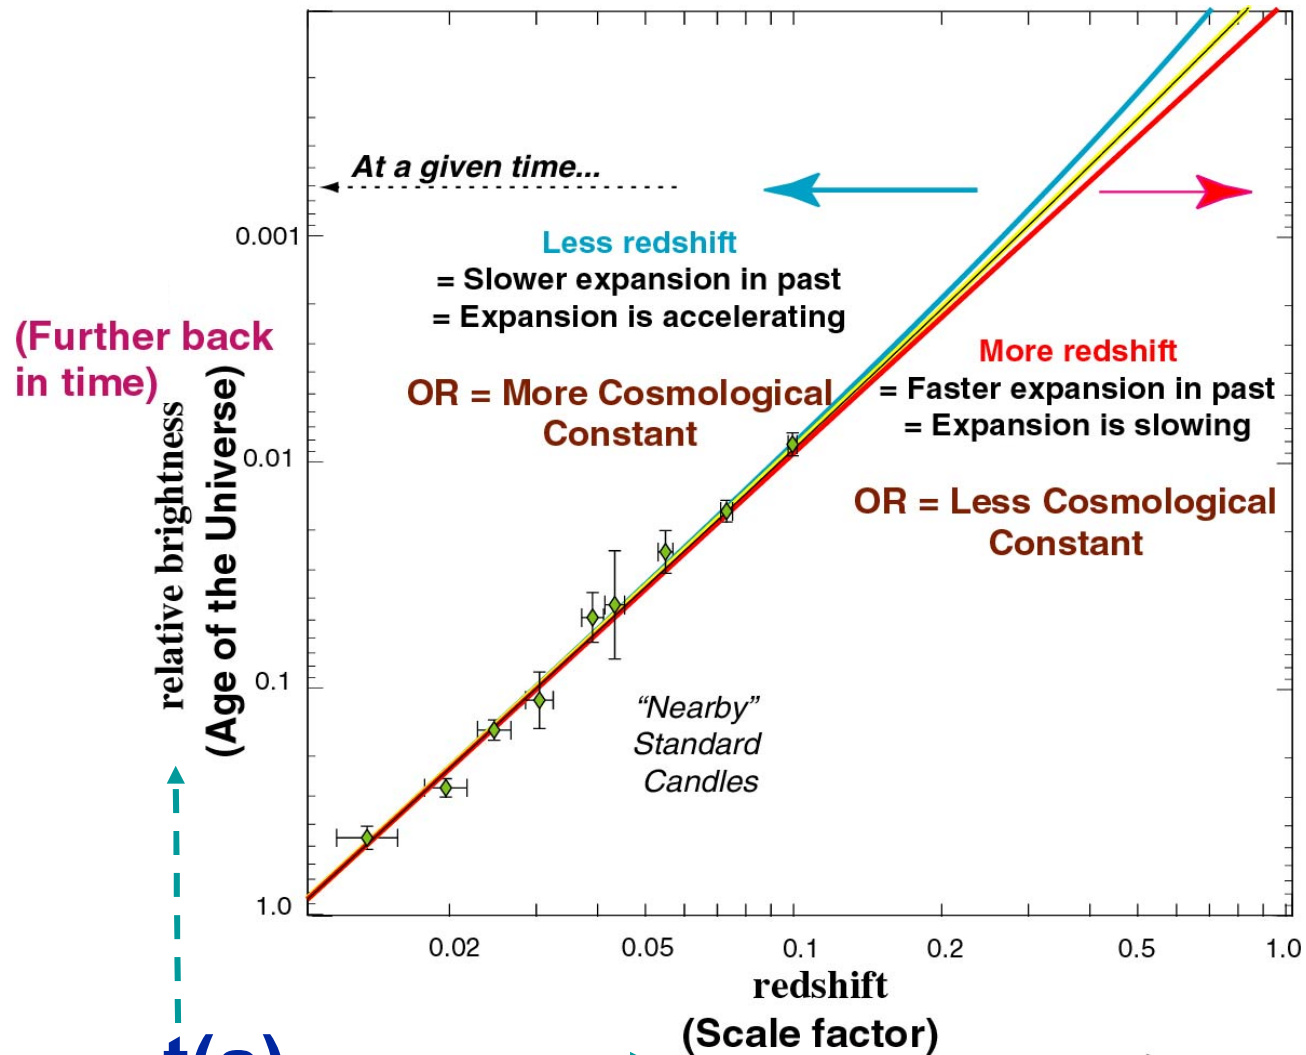 At a given time...
0.001
Less redshift
= Slower expansion in past
= Expansion is accelerating
(Further back
in time)
More redshift
= Faster expansion in past
= Expansion is slowing
OR = More Cosmological
Constant
relative brightness
(Age of the Universe)
0.01
OR = Less Cosmological
Constant
0.1
“Nearby”
Standard
Candles
1.0
0.02 0.05 0.1 0.2 0.5 1.0
redshift
(Scale factor)
t(a)